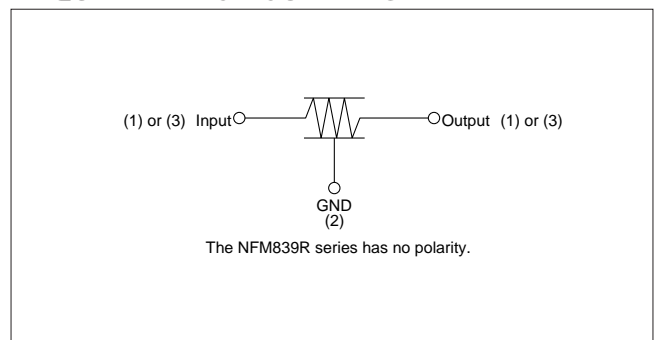 (1) or (3) Input Output (1) or (3)
GND
(2)
The NFM839R series has no polarity.